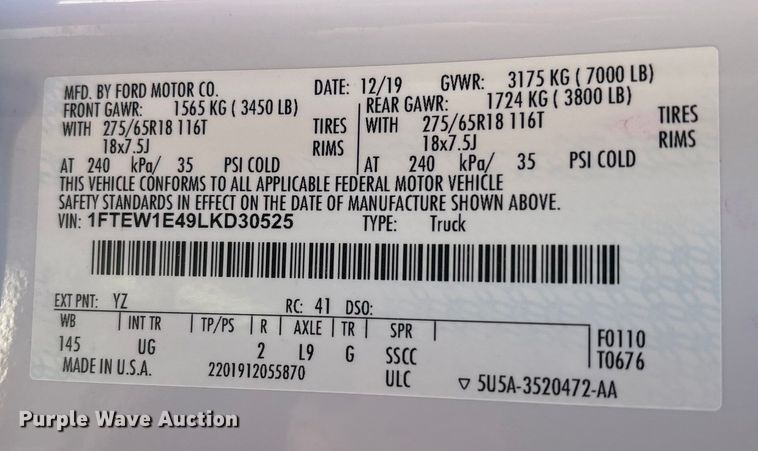 MFD. BY FORD MOTOR CO. DATE: 12/19 GVWR: 3175 KG ( 7000 LB)
FRONT GAWR: 1565 KG ( 3450 LB) REAR GAWR: 1724 KG ( 3800 LB)
WITH 275/65R18 116T TIRES WITH 275/65R18 116T TIRES
18x7.5J RIMS 18x7.5J RIMS
AT 240 kPa/ 35 PSI COLD AT 240 kPa/ 35 PSI COLD
THIS VEHICLE CONFORMS TO ALL APPLICABLE FEDERAL MOTOR VEHICLE
SAFETY STANDARDS IN EFFECT ON THE DATE OF MANUFACTURE SHOWN ABOVE.
VIN: 1FTEW1E49LKD30525 TYPE: Truck
EXT PNT: YZ RC: 41 DSO:
WB INT TR TP/PS R AXLE TR SPR F0110
145 UG 2 L9 G SSCC T0676
MADE IN U.S.A. 2201912055870 ULC ▽ 5U5A-3520472-AA
Purple Wave Auction